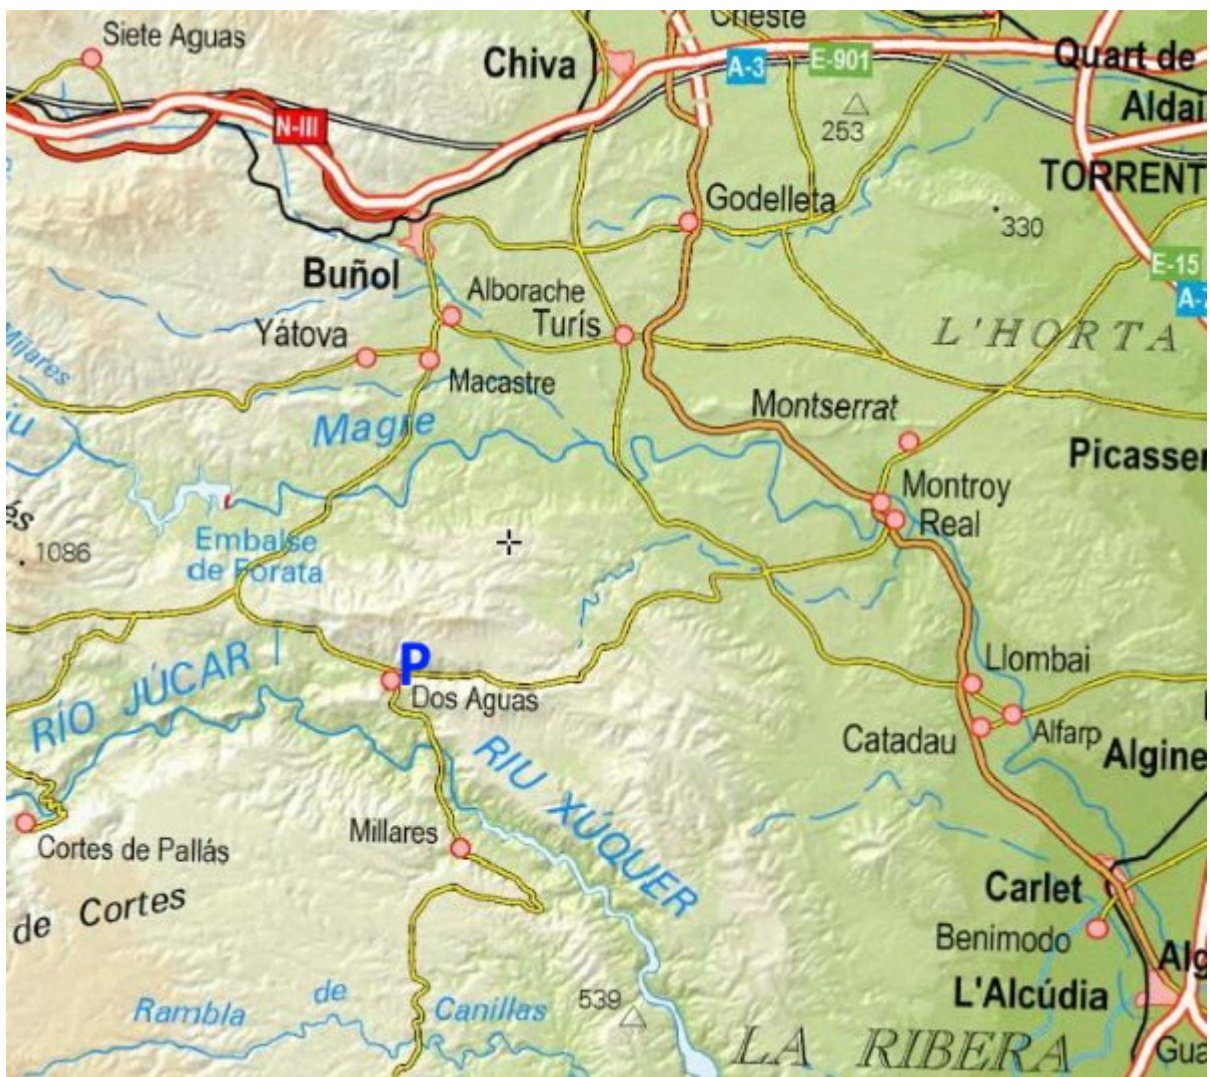 Siete Aguas
Cheste
Chiva
A-3
E-901
Quart de
253
Aldai
N-III
TORRENT
Godelleta
330
E-15
A-7
Buñol
Alborache
Turís
L'HORTA
Yátova
Mijares
Macastre
Magre
Montserrat
Picasser
Montroy
Real
és
1086
Embalse
de Forata
P
RÍO JÚCAR
Dos Aguas
Llombai
Alfarp
Catadau
Algine
RIU XÚQUER
Millares
Cortes de Pallás
de Cortes
Carlet
Benimodo
Alg
L'Alcúdia
539
Rambla de Canillas
LA RIBERA
Gua